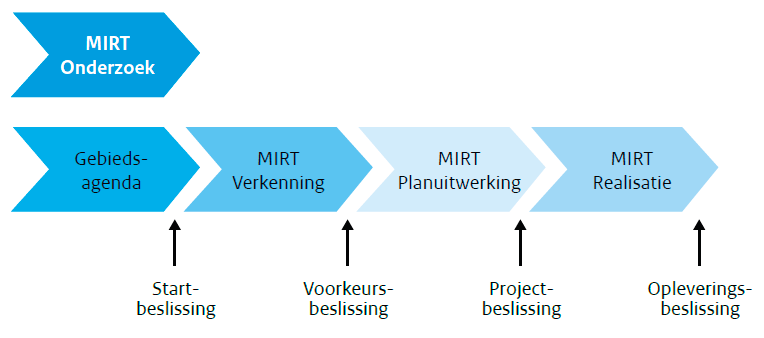 MIRT
Onderzoek
Gebieds-
agenda
MIRT
Verkenning
MIRT
Planuitwerking
MIRT
Realisatie
Start-
beslissing
Voorkeurs-
beslissing
Project-
beslissing
Opleverings-
beslissing